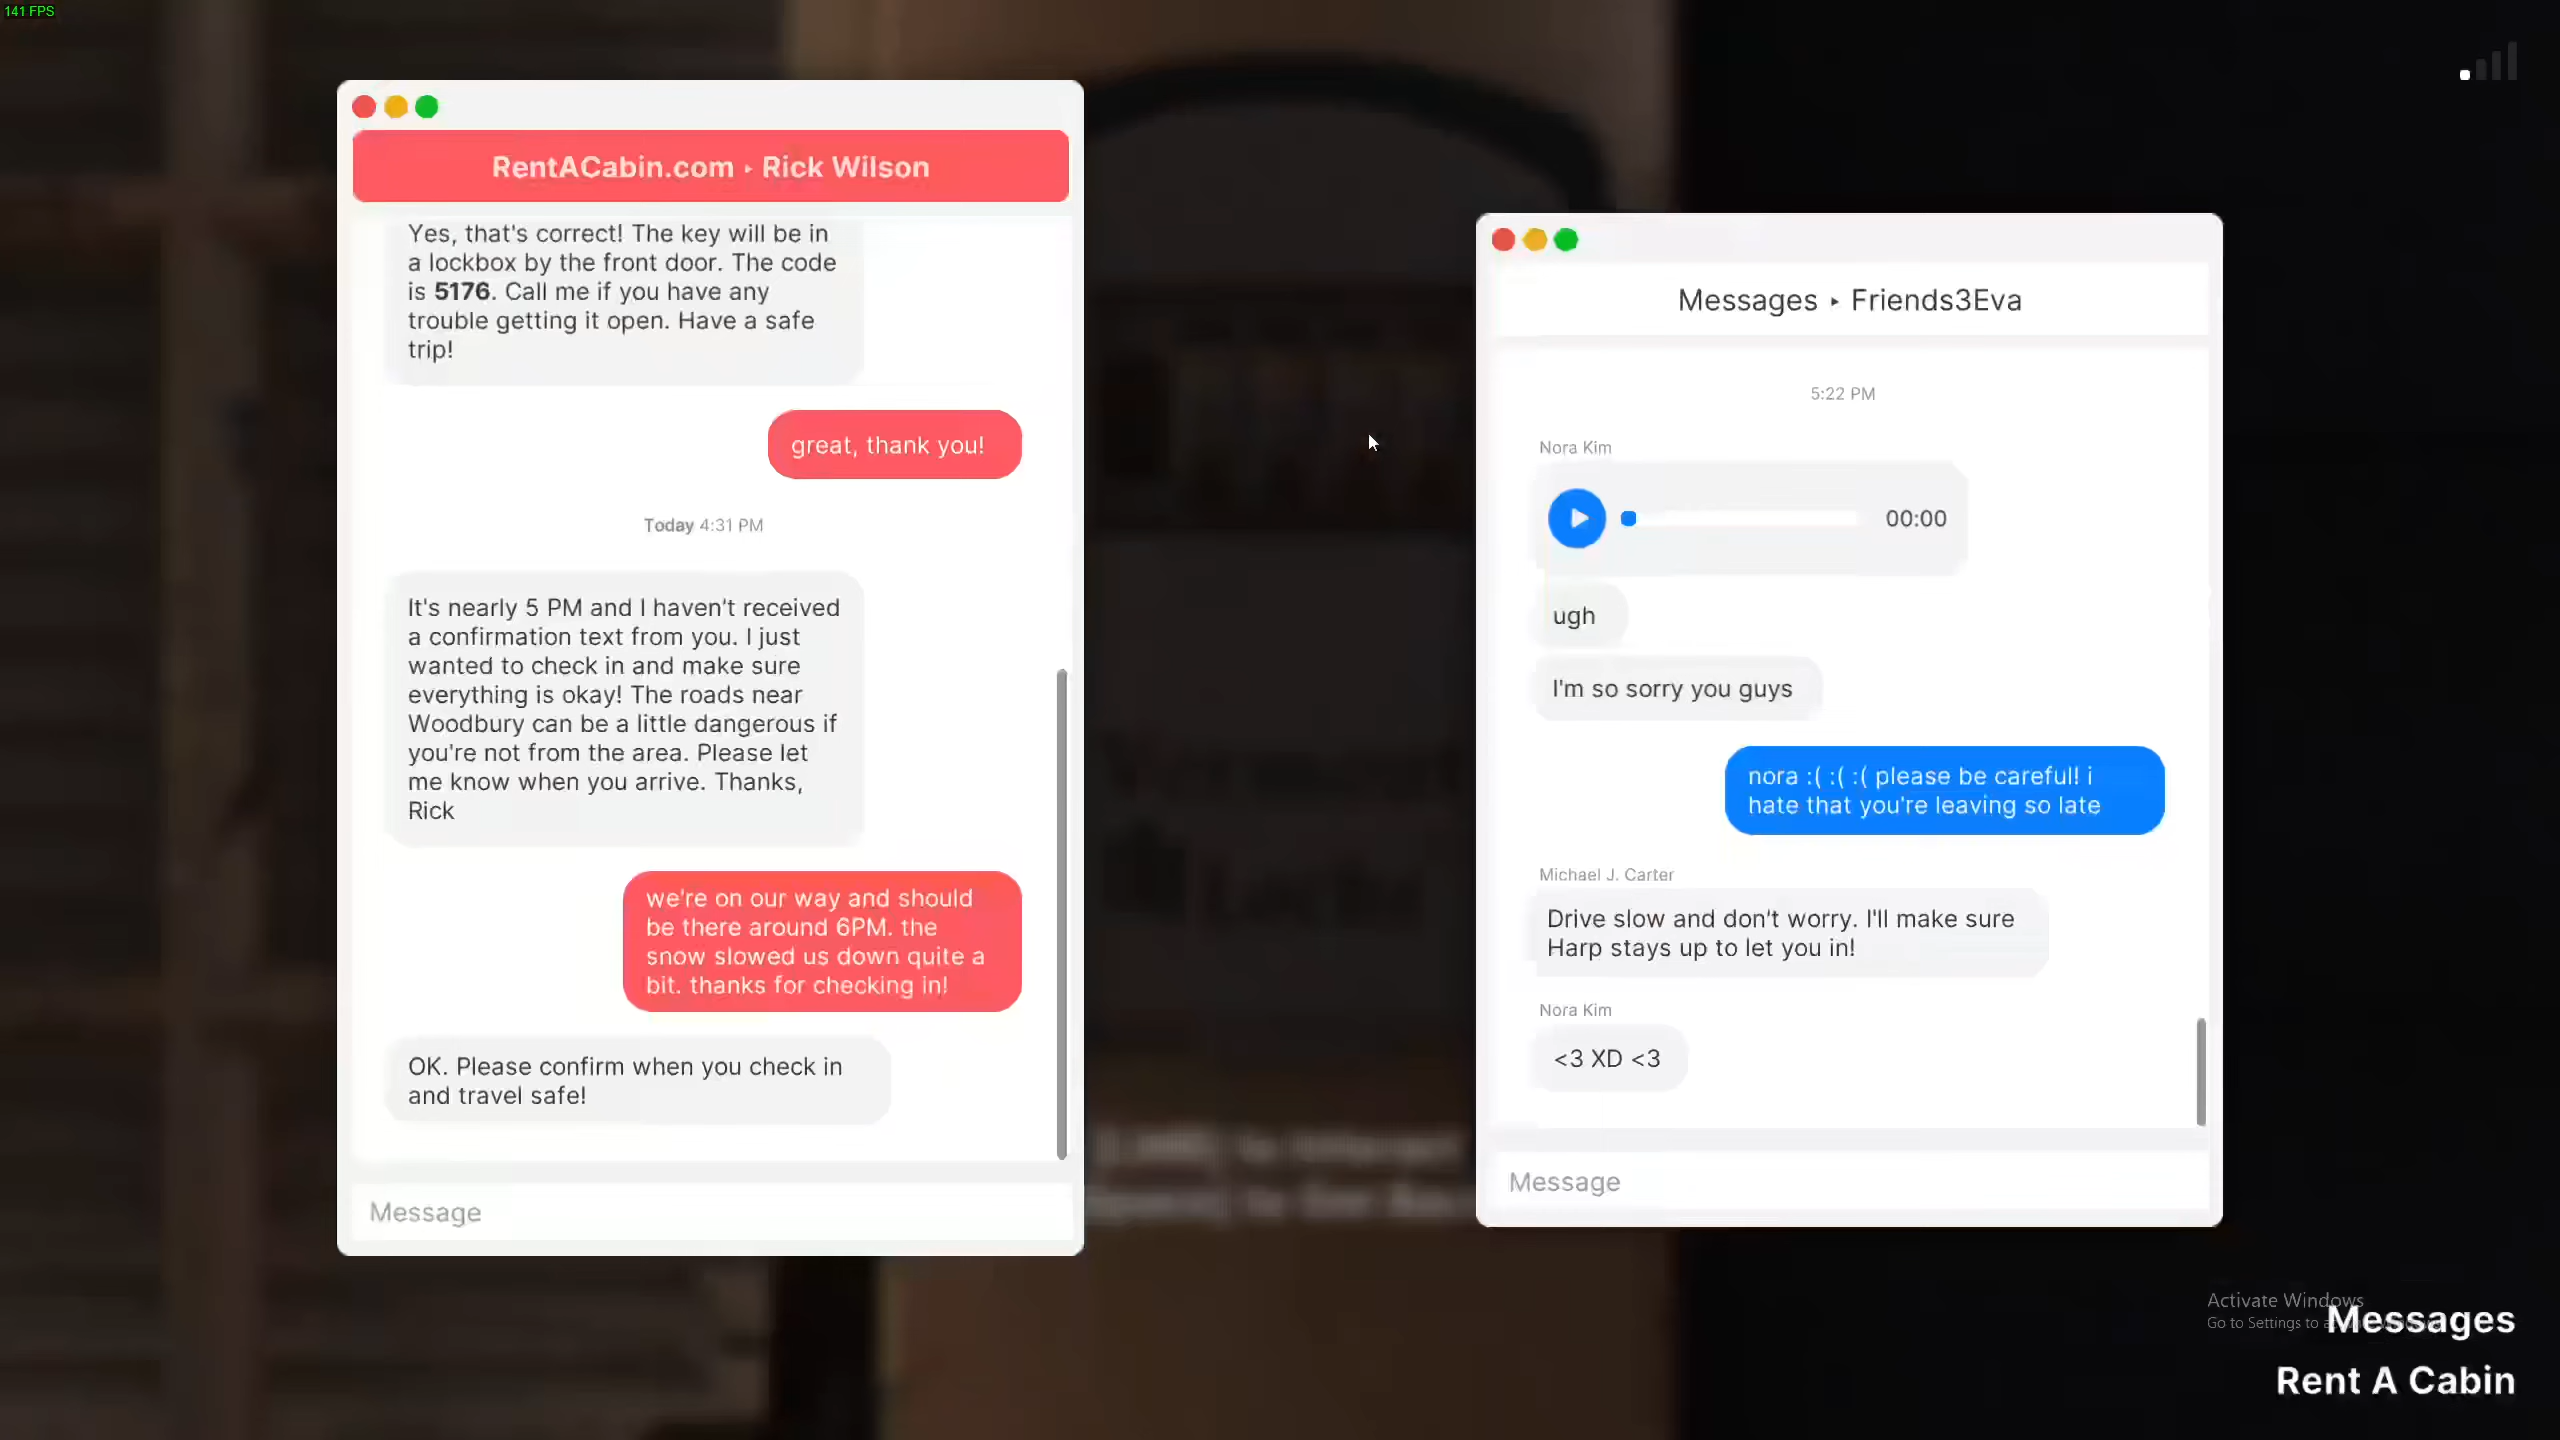 141 FPS
RentACabin.com ▸ Rick Wilson
Yes, that's correct! The key will be in
a lockbox by the front door. The code
is 5176. Call me if you have any
trouble getting it open. Have a safe
trip!
great, thank you!
Today 4:31 PM
It's nearly 5 PM and I haven't received
a confirmation text from you. I just
wanted to check in and make sure
everything is okay! The roads near
Woodbury can be a little dangerous if
you're not from the area. Please let
me know when you arrive. Thanks,
Rick
we're on our way and should
be there around 6PM. the
snow slowed us down quite a
bit. thanks for checking in!
OK. Please confirm when you check in
and travel safe!
Message
Messages ▸ Friends3Eva
5:22 PM
Nora Kim
00:00
ugh
I'm so sorry you guys
nora :( :( :( please be careful! i
hate that you're leaving so late
Michael J. Carter
Drive slow and don't worry. I'll make sure
Harp stays up to let you in!
Nora Kim
<3 XD <3
Message
Activate Windows
Go to Settings to
Messages
Rent A Cabin